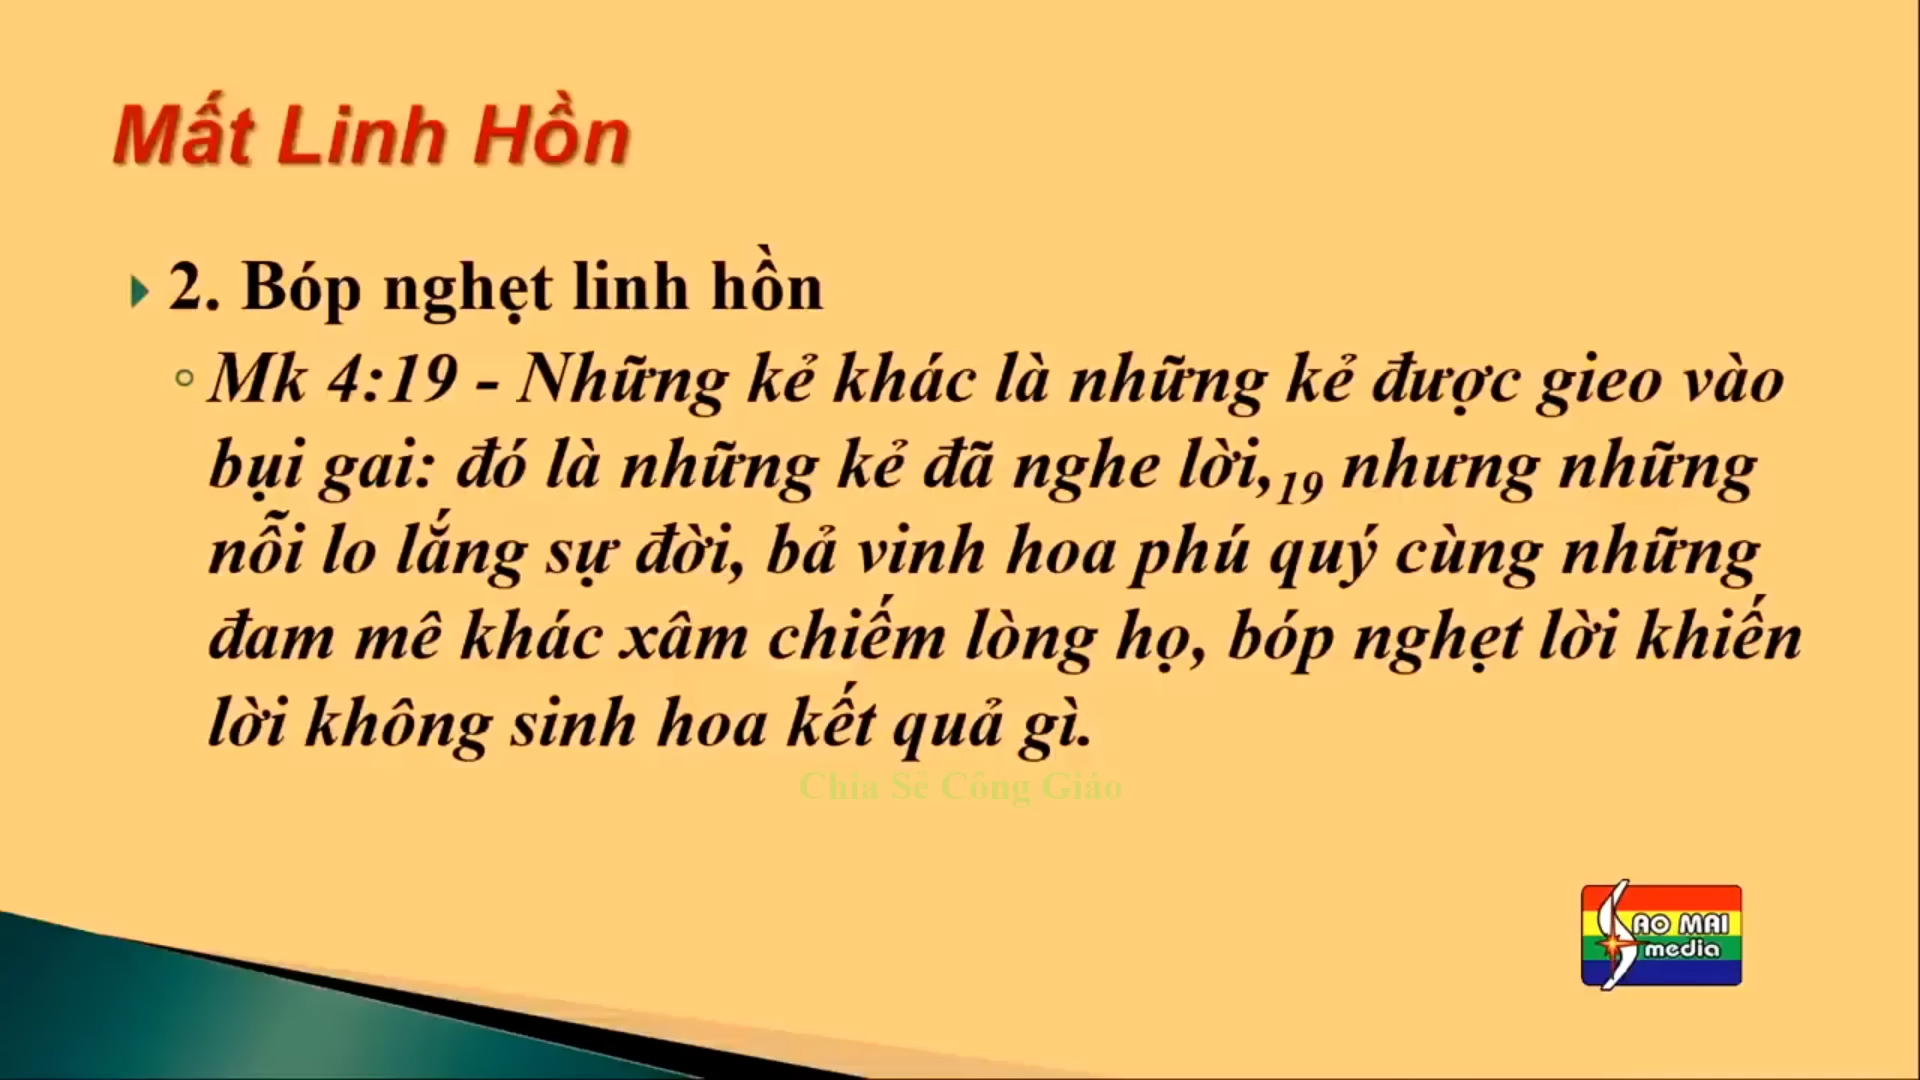 Mất Linh Hồn
2. Bóp nghẹt linh hồn
Mk 4:19 - Những kẻ khác là những kẻ được gieo vào
bụi gai: đó là những kẻ đã nghe lời,19 nhưng những
nỗi lo lắng sự đời, bả vinh hoa phú quý cùng những
đam mê khác xâm chiếm lòng họ, bóp nghẹt lời khiến
lời không sinh hoa kết quả gì.
Chia Sẻ Công Giáo
SAO MAI
media